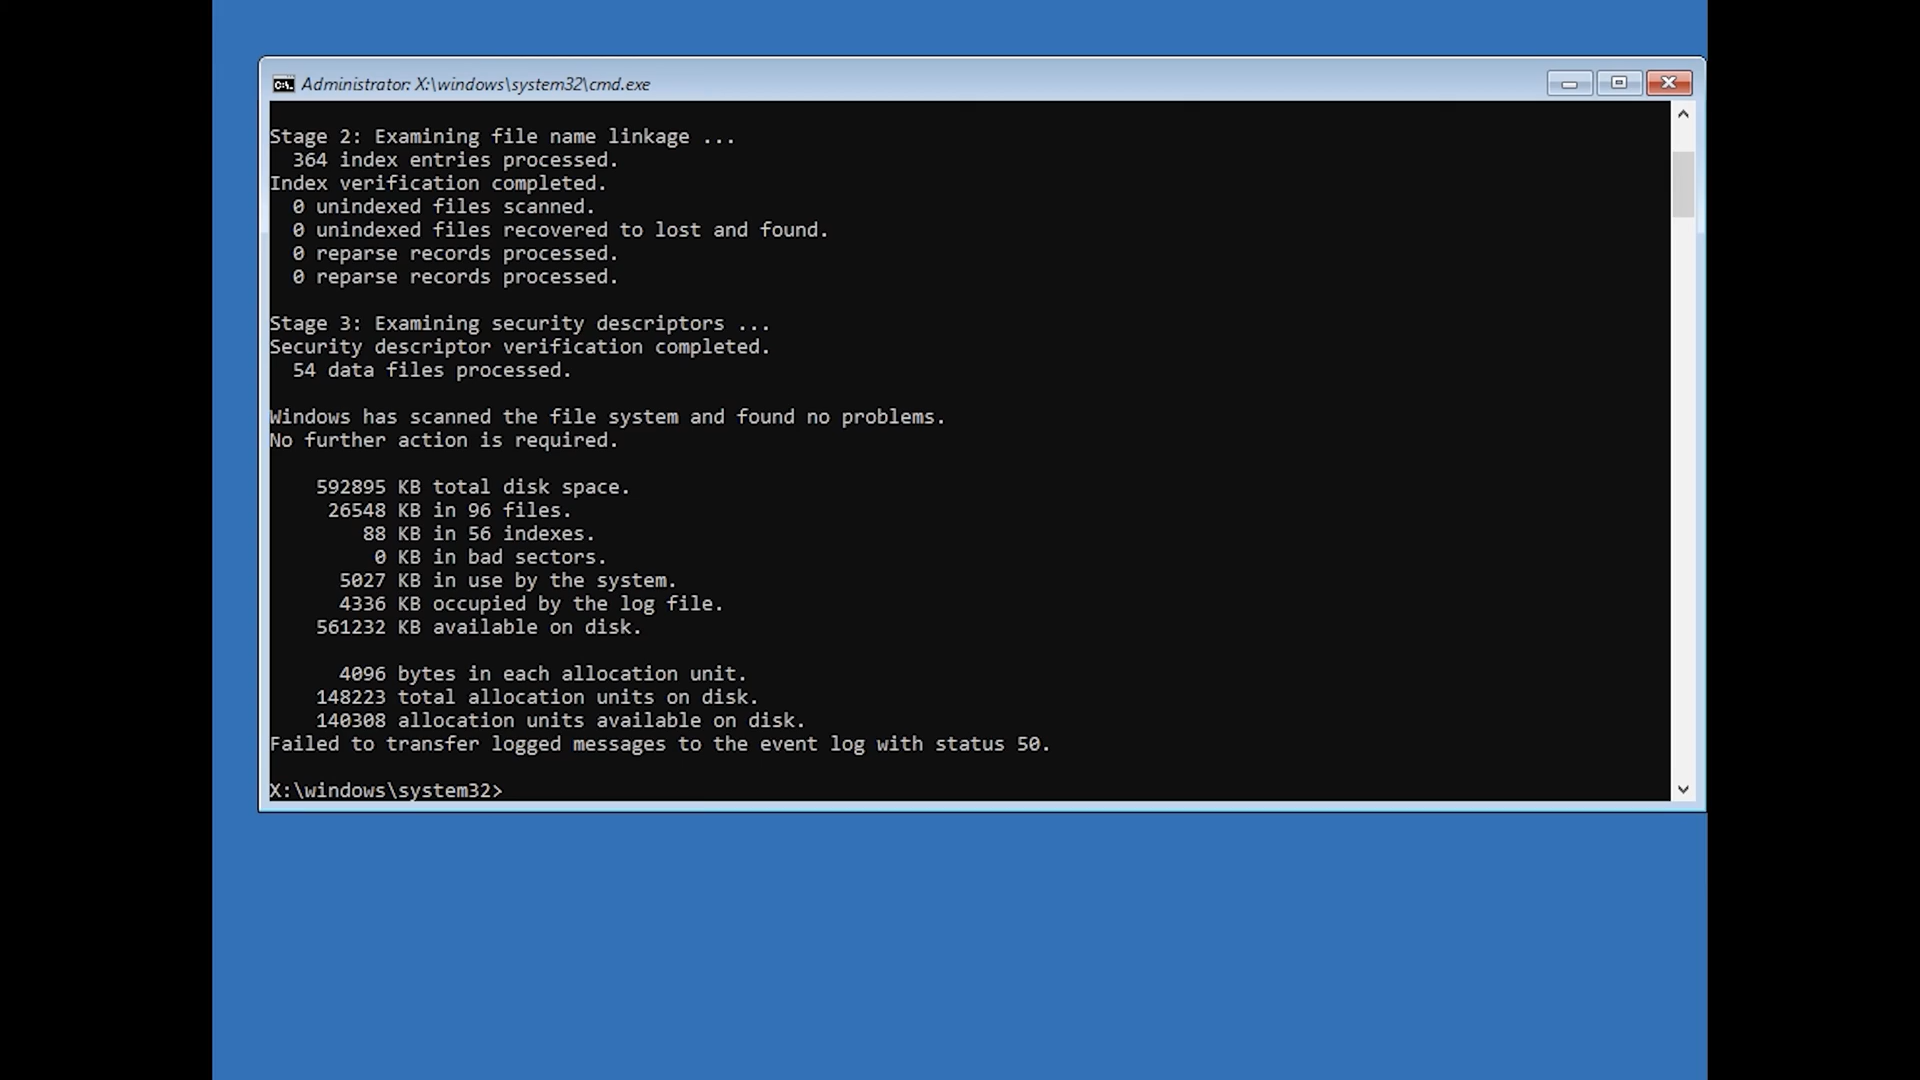 Administrator: X:\windows\system32\cmd.exe
Stage 2: Examining file name linkage ...
364 index entries processed.
Index verification completed.
0 unindexed files scanned.
0 unindexed files recovered to lost and found.
0 reparse records processed.
0 reparse records processed.
Stage 3: Examining security descriptors ...
Security descriptor verification completed.
54 data files processed.
Windows has scanned the file system and found no problems.
No further action is required.
592895 KB total disk space.
26548 KB in 96 files.
88 KB in 56 indexes.
0 KB in bad sectors.
5027 KB in use by the system.
4336 KB occupied by the log file.
561232 KB available on disk.
4096 bytes in each allocation unit.
148223 total allocation units on disk.
140308 allocation units available on disk.
Failed to transfer logged messages to the event log with status 50.
X:\windows\system32>